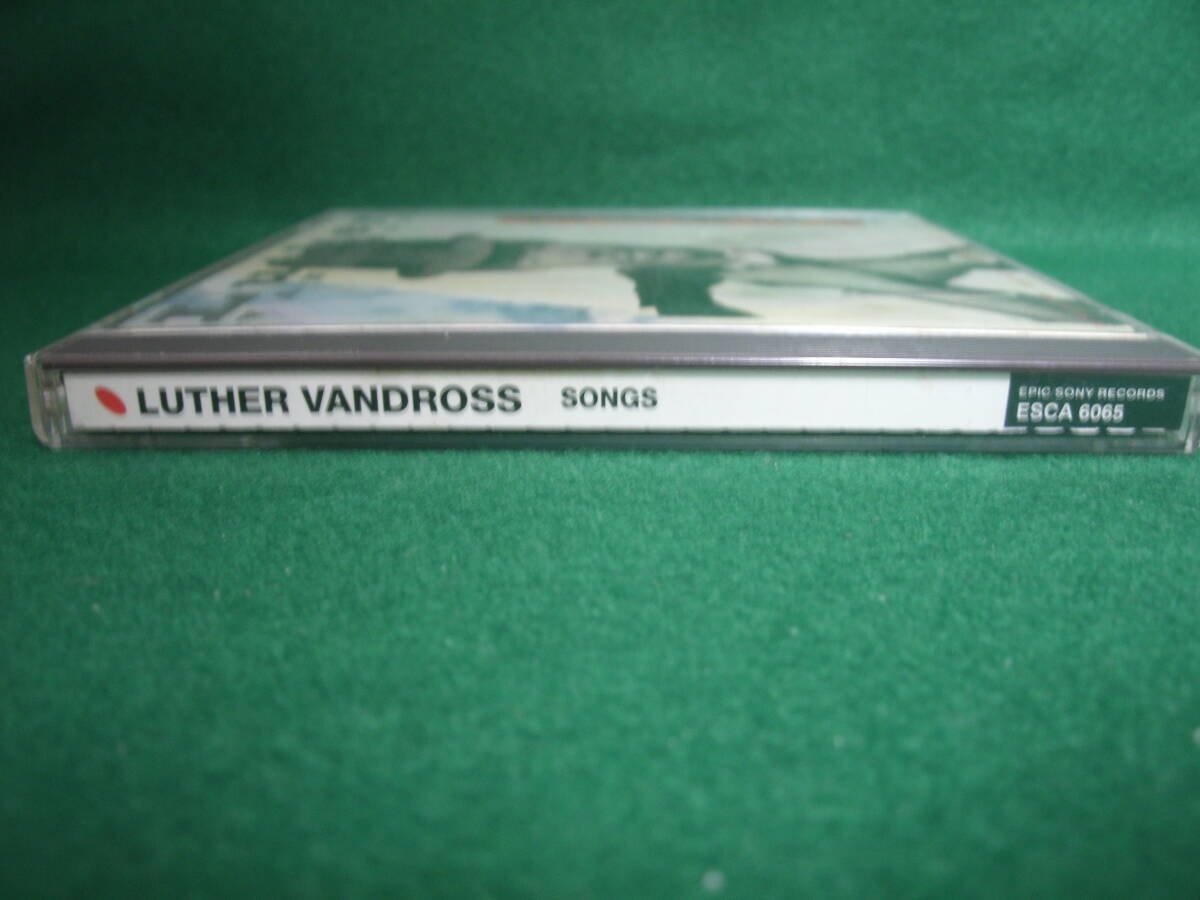 LUTHER VANDROSS SONGS
EPIC SONY RECORDS
ESCA 6065